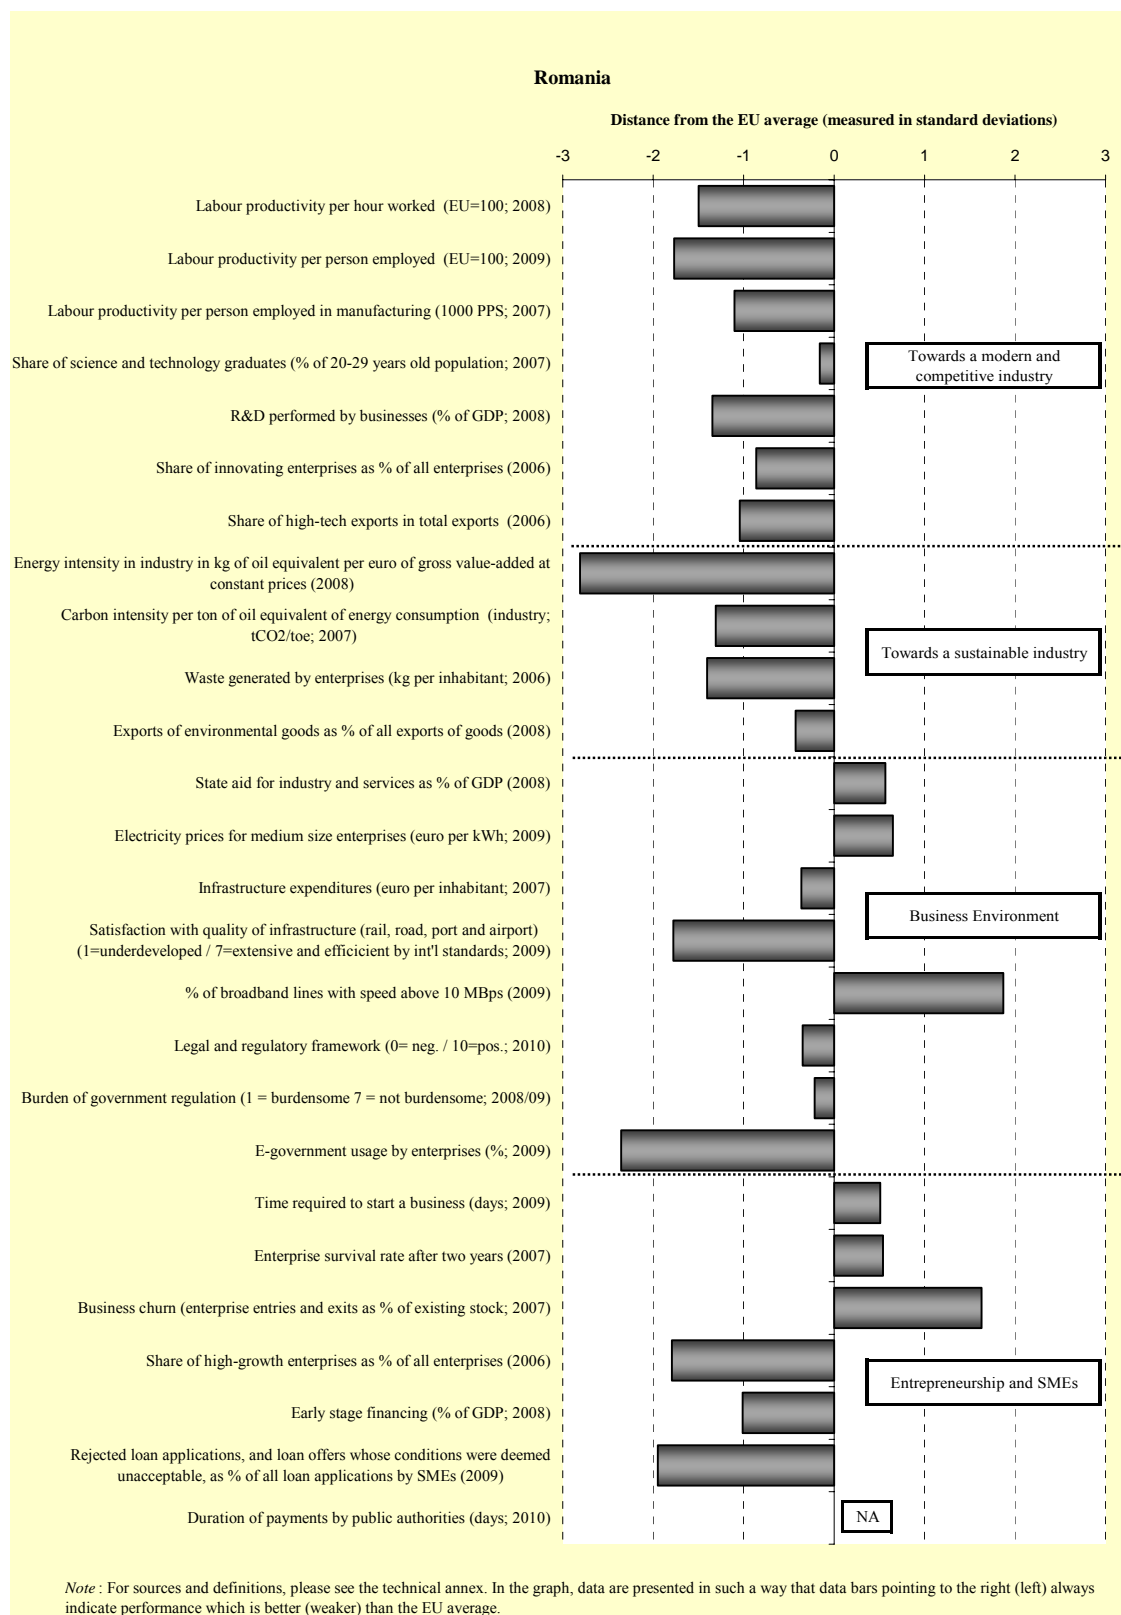 Romania
Distance from the EU average (measured in standard deviations)
-3 -2 -1 0 1 2 3
Labour productivity per hour worked (EU=100; 2008)
Labour productivity per person employed (EU=100; 2009)
Labour productivity per person employed in manufacturing (1000 PPS; 2007)
Share of science and technology graduates (% of 20-29 years old population; 2007)
Towards a modern and
competitive industry
R&D performed by businesses (% of GDP; 2008)
Share of innovating enterprises as % of all enterprises (2006)
Share of high-tech exports in total exports (2006)
Energy intensity in industry in kg of oil equivalent per euro of gross value-added at
constant prices (2008)
Carbon intensity per ton of oil equivalent of energy consumption (industry;
tCO2/toe; 2007)
Towards a sustainable industry
Waste generated by enterprises (kg per inhabitant; 2006)
Exports of environmental goods as % of all exports of goods (2008)
State aid for industry and services as % of GDP (2008)
Electricity prices for medium size enterprises (euro per kWh; 2009)
Infrastructure expenditures (euro per inhabitant; 2007)
Business Environment
Satisfaction with quality of infrastructure (rail, road, port and airport)
(1=underdeveloped / 7=extensive and efficicient by int'l standards; 2009)
% of broadband lines with speed above 10 MBps (2009)
Legal and regulatory framework (0= neg. / 10=pos.; 2010)
Burden of government regulation (1 = burdensome 7 = not burdensome; 2008/09)
E-government usage by enterprises (%; 2009)
Time required to start a business (days; 2009)
Enterprise survival rate after two years (2007)
Business churn (enterprise entries and exits as % of existing stock; 2007)
Share of high-growth enterprises as % of all enterprises (2006)
Entrepreneurship and SMEs
Early stage financing (% of GDP; 2008)
Rejected loan applications, and loan offers whose conditions were deemed
unacceptable, as % of all loan applications by SMEs (2009)
Duration of payments by public authorities (days; 2010)
NA
Note : For sources and definitions, please see the technical annex. In the graph, data are presented in such a way that data bars pointing to the right (left) always
indicate performance which is better (weaker) than the EU average.